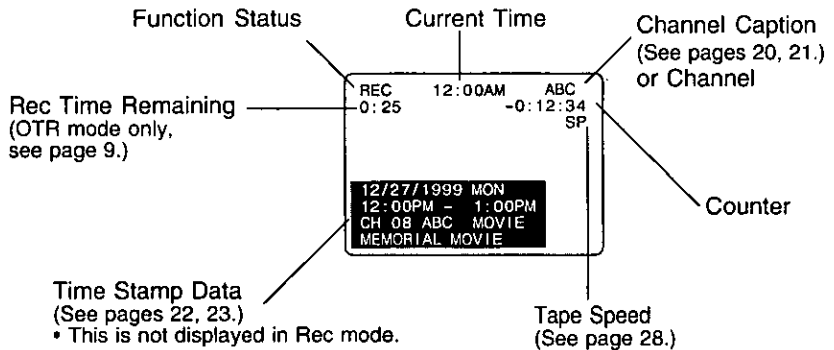 Function Status
Current Time
Channel Caption
(See pages 20, 21.)
or Channel
Rec Time Remaining
(OTR mode only,
see page 9.)
REC 12:00AM ABC
0:25 -0:12:34
SP
12/27/1999 MON
12:00PM - 1:00PM
CH 08 ABC MOVIE
MEMORIAL MOVIE
Counter
Time Stamp Data
(See pages 22, 23.)
• This is not displayed in Rec mode.
Tape Speed
(See page 28.)